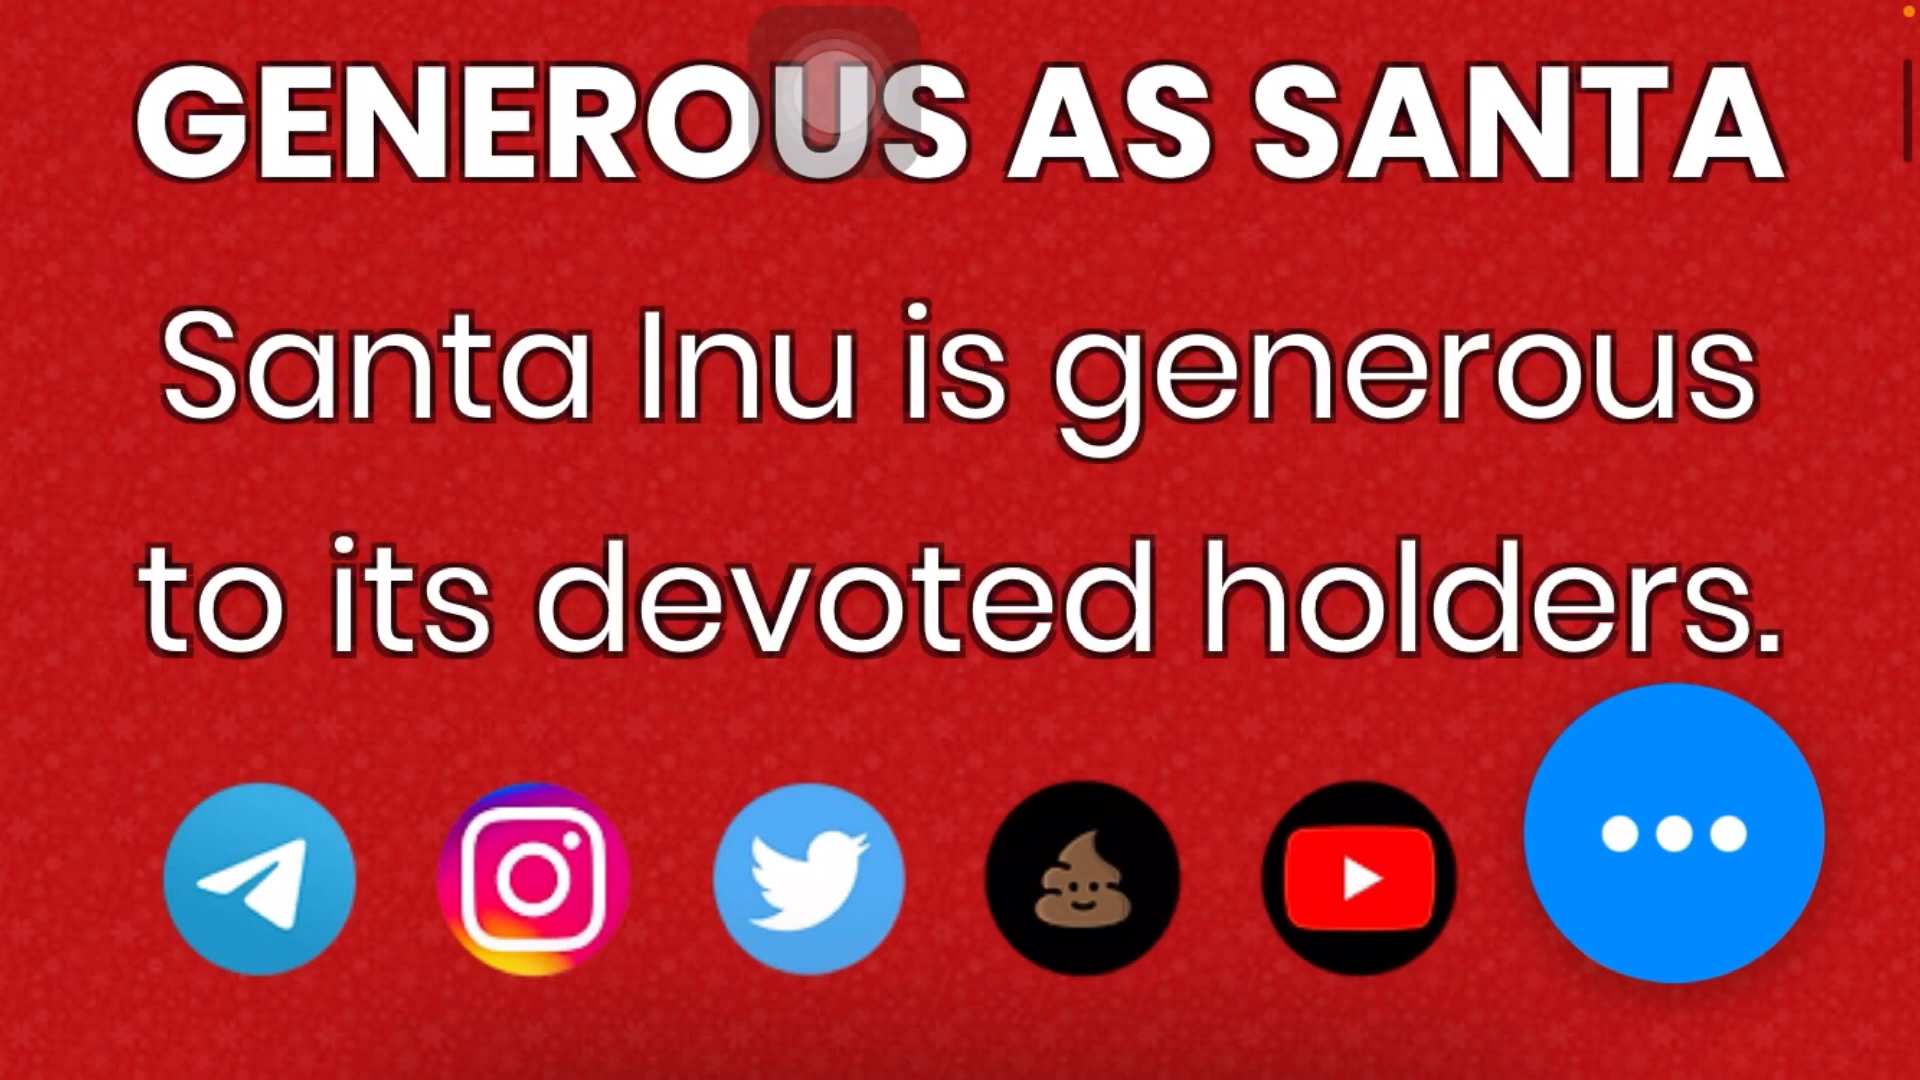 GENEROUS AS SANTA
Santa Inu is generous
to its devoted holders.